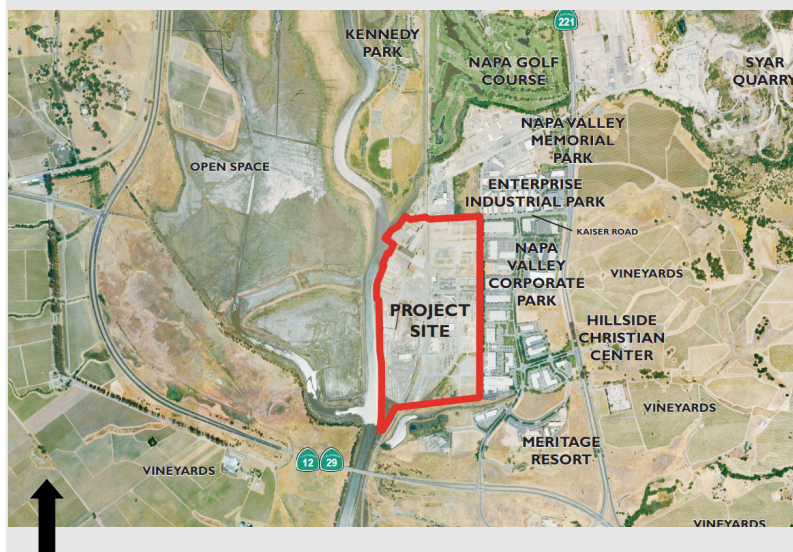 221
KENNEDY
PARK
NAPA GOLF
COURSE
SYAR
QUARRY
NAPA VALLEY
MEMORIAL
PARK
OPEN SPACE
ENTERPRISE
INDUSTRIAL PARK
KAISER ROAD
NAPA
VALLEY
CORPORATE
PARK
VINEYARDS
PROJECT
SITE
HILLSIDE
CHRISTIAN
CENTER
VINEYARDS
MERITAGE
RESORT
VINEYARDS
12
29
VINEYARDS